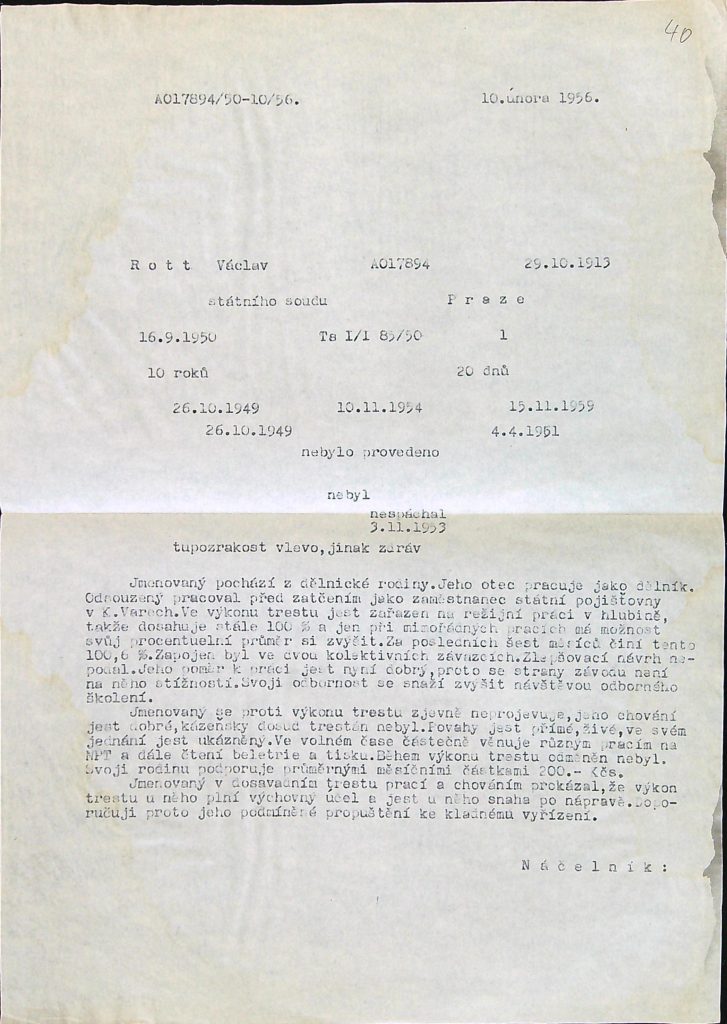 40
A017894/50-10/56. 10.února 1956.
R o t t Václav A017894 29.10.1913
státního soudu P r a z e
16.9.1950 Ts I/I 85/50 1
10 roků 20 dnů
26.10.1949 10.11.1954 15.11.1959
26.10.1949 4.4.1951
nebylo provedeno
nebyl
nespáchal
3.11.1953
tupozrakost vlevo,jinak zdráv
Jmenovaný pochází z dělnické rodiny.Jeho otec pracuje jako dělník.
Odsouzený pracoval před zatčením jako zaměstnanec státní pojišťovny
v K.Varech.Ve výkonu trestu jest zařazen na režijní práci v hlubině,
takže dosahuje stále 100 % a jen při mimořádných pracích má možnost
svůj procentuelní průměr si zvýšit.Za posledních šest měsíců činí tento
100,6 %.Zapojen byl ve dvou kolektivních závazcích.Zlepšovací návrh ne-
podal.Jeho poměr k práci jest nyní dobrý,proto se strany závodu není
na něho stížností.Svoji odbornost se snaží zvýšit návštěvou odborného
školení.
Jmenovaný se proti výkonu trestu zjevně neprojevuje,jeho chování
jest dobré,kázeňsky dosud trestán nebyl.Povahy jest přímé,živé,ve svém
jednání jest ukázněný.Ve volném čase částečně věnuje různým pracím na
NPT a dále čtení beletrie a tisku.Během výkonu trestu odměněn nebyl.
Svoji rodinu podporuje průměrnými měsíčními částkami 200.- Kčs.
Jmenovaný v dosavadním trestu prací a chováním prokázal,že výkon
trestu u něho plní výchovný účel a jest u něho snaha po nápravě.Dopo-
ručuji proto jeho podmíněné propuštění ke kladnému vyřízení.
N á č e l n í k :